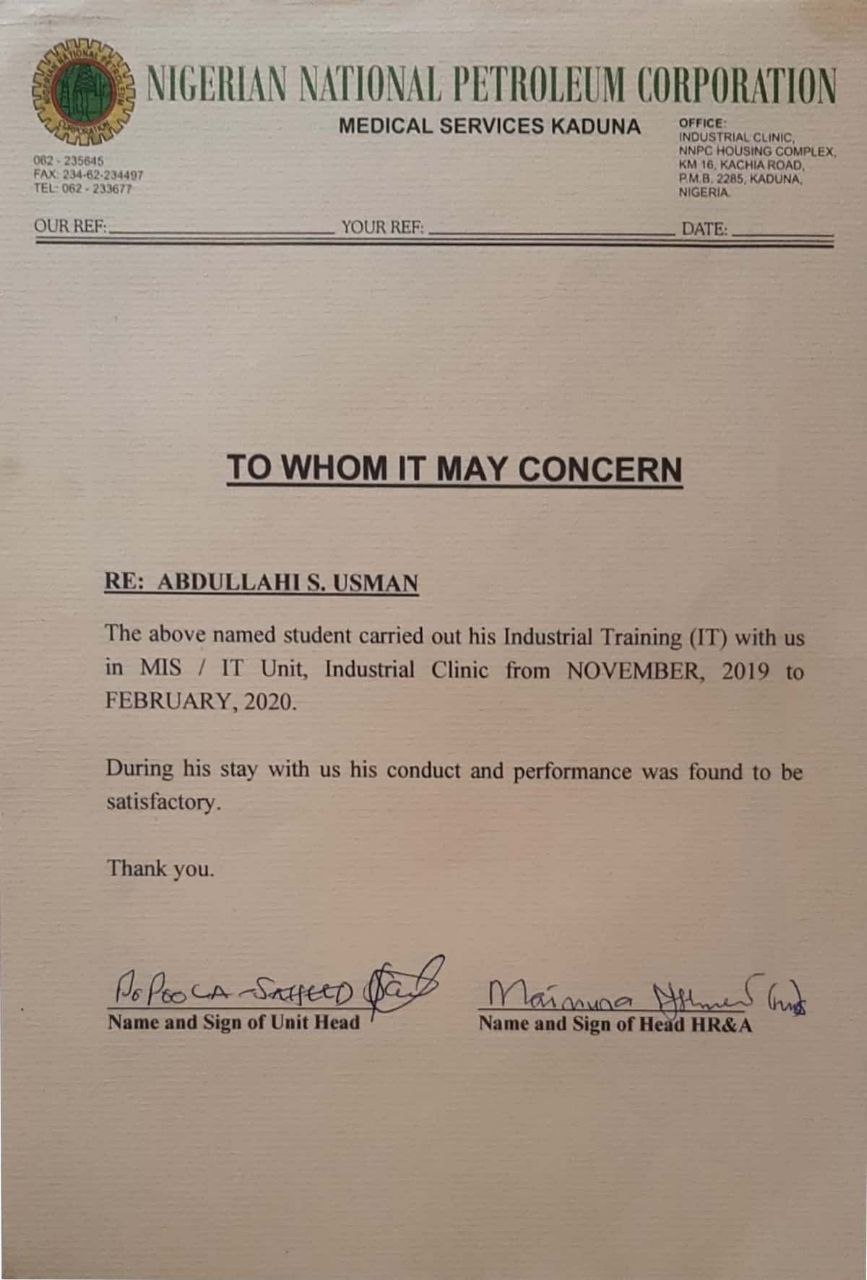 NIGERIAN NATIONAL PETROLEUM CORPORATION
NIGERIAN NATIONAL PETROLEUM CORPORATION
MEDICAL SERVICES KADUNA
062 - 235645
FAX: 234-62-234497
TEL: 062 - 233677
OFFICE:
INDUSTRIAL CLINIC,
NNPC HOUSING COMPLEX,
KM 16, KACHIA ROAD,
P.M.B. 2285, KADUNA,
NIGERIA.
OUR REF: YOUR REF: DATE:
TO WHOM IT MAY CONCERN
RE: ABDULLAHI S. USMAN
The above named student carried out his Industrial Training (IT) with us
in MIS / IT Unit, Industrial Clinic from NOVEMBER, 2019 to
FEBRUARY, 2020.
During his stay with us his conduct and performance was found to be
satisfactory.
Thank you.
POPOOLA Maimuna
Name and Sign of Unit Head Name and Sign of Head HR&A